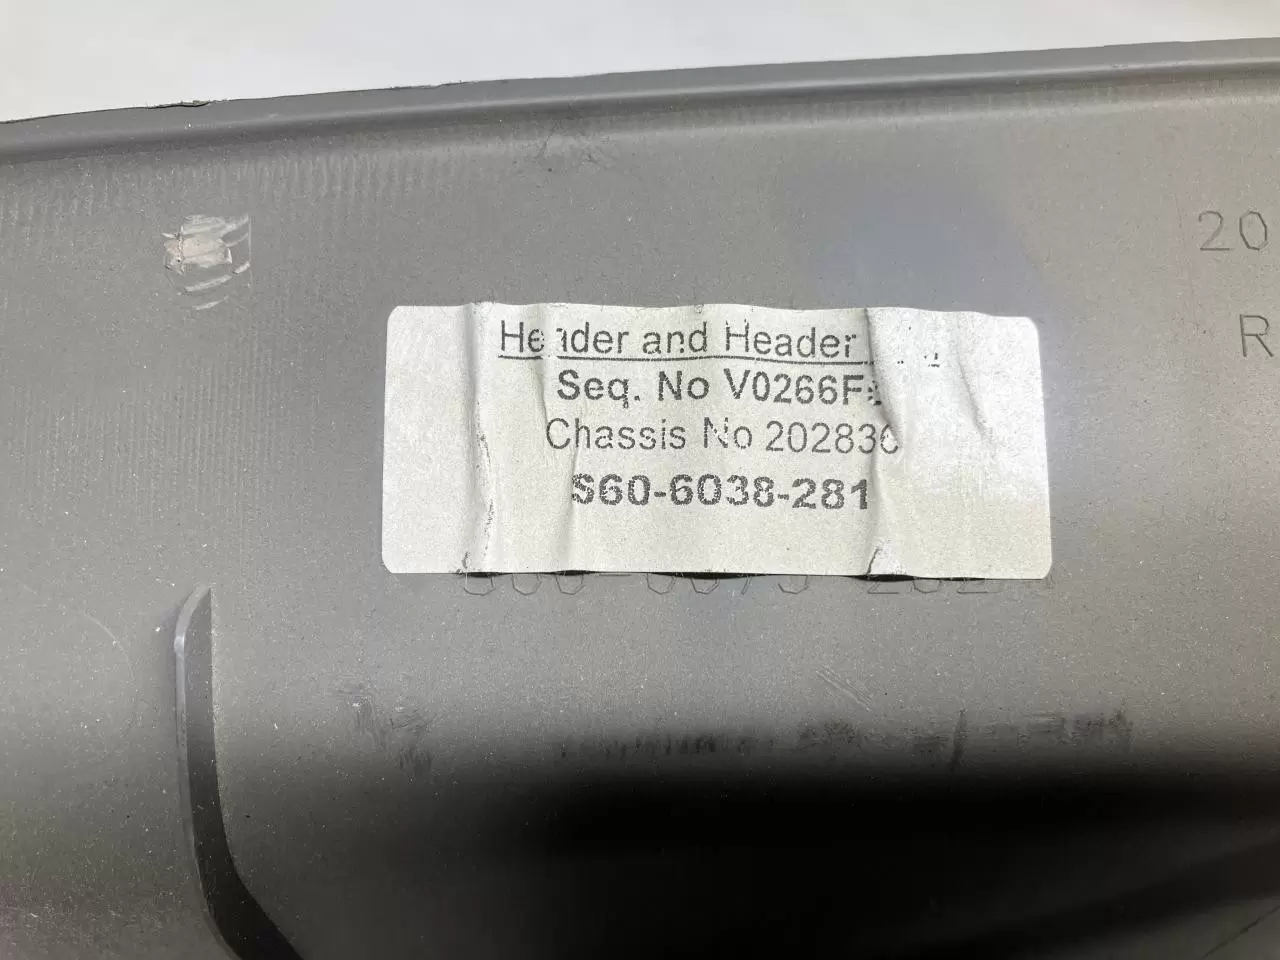 Header and Header
Seq. No V0266F
Chassis No 202836
S60-6038-281
20
R